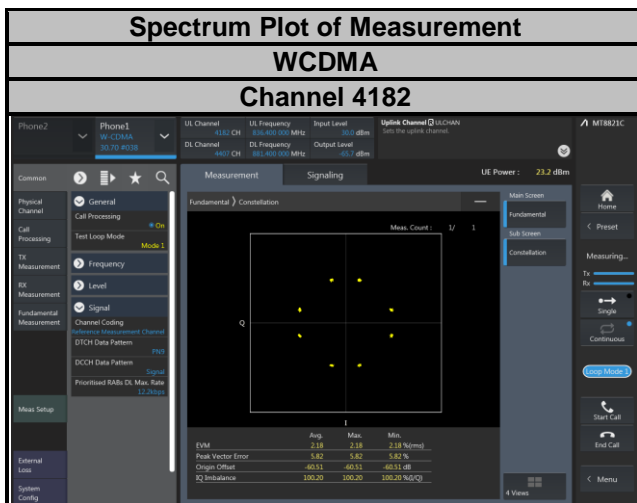 Spectrum Plot of Measurement
WCDMA
Channel 4182
Phone2
Phone1
W-CDMA
30.70 #038
UL Channel
4182 CH
UL Frequency
836.400 000 MHz
Input Level
30.0 dBm
DL Channel
4407 CH
DL Frequency
881.400 000 MHz
Output Level
-65.7 dBm
Uplink Channel ULCHAN
Sets the uplink channel.
MT8821C
Common
Measurement
Signaling
UE Power : 23.2 dBm
Physical
Channel
Call
Processing
TX
Measurement
RX
Measurement
Fundamental
Measurement
Meas Setup
External
Loss
System
Config
General
Call Processing
On
Test Loop Mode
Mode 1
Frequency
Level
Signal
Channel Coding
Reference Measurement Channel
DTCH Data Pattern
PN9
DCCH Data Pattern
Signal
Prioritised RABs DL Max. Rate
12.2kbps
Fundamental 》 Constellation
Meas. Count : 1/ 1
Q
I
Avg. Max. Min.
EVM 2.18 2.18 2.18 %(rms)
Peak Vector Error 5.82 5.82 5.82 %
Origin Offset -60.51 -60.51 -60.51 dB
IQ Imbalance 100.20 100.20 100.20 %(I/Q)
Main Screen
Fundamental
Sub Screen
Constellation
4 Views
Home
< Preset
Measuring...
Tx
Rx
Single
Continuous
Loop Mode 1
Start Call
End Call
< Menu